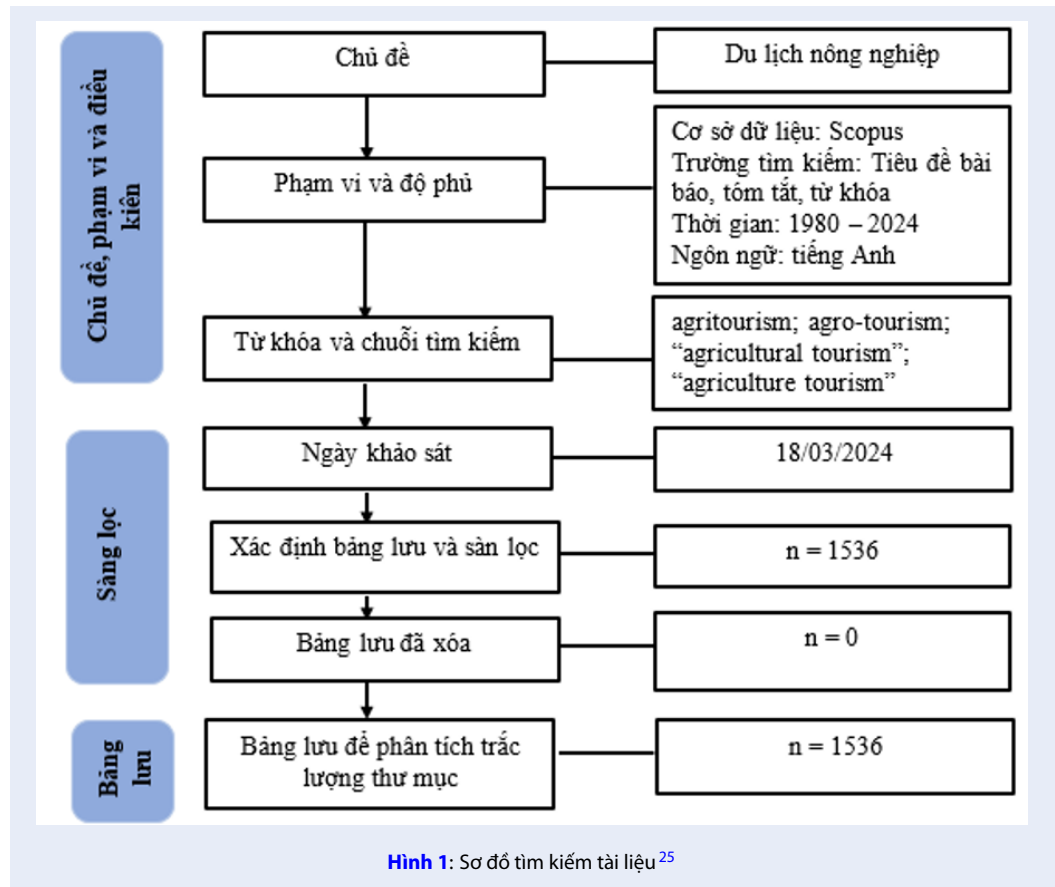 Chủ đề, phạm vi và điều
kiên
Chủ đề
Du lịch nông nghiệp
Phạm vi và độ phủ
Cơ sở dữ liệu: Scopus
Trường tìm kiếm: Tiêu đề bài
báo, tóm tắt, từ khóa
Thời gian: 1980 – 2024
Ngôn ngữ: tiếng Anh
Từ khóa và chuỗi tìm kiếm
agritourism; agro-tourism;
“agricultural tourism”;
“agriculture tourism”
Sàng lọc
Ngày khảo sát
18/03/2024
Xác định bảng lưu và sàn lọc
n = 1536
Bảng lưu đã xóa
n = 0
Bảng
lưu
Bảng lưu để phân tích trắc
lượng thư mục
n = 1536
Hình 1: Sơ đồ tìm kiếm tài liệu 25